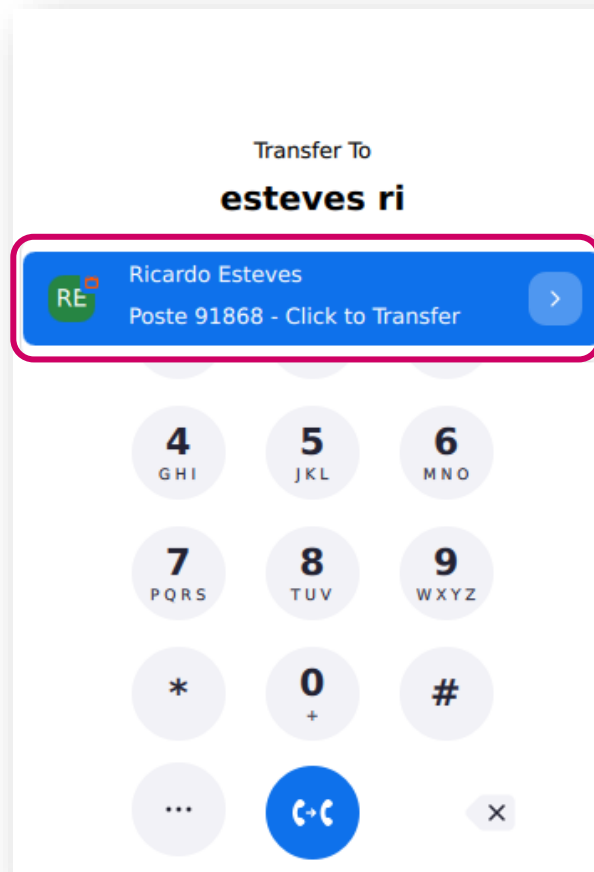 Transfer To
esteves ri
RE
Ricardo Esteves
Poste 91868 - Click to Transfer
4 5 6
GHI JKL MNO
7 8 9
PQRS TUV WXYZ
* 0 #
+
...